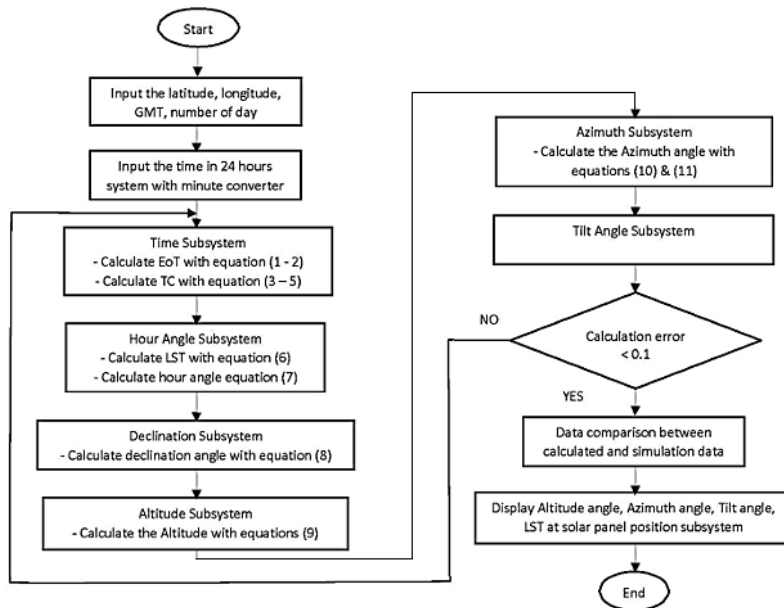 Start
Input the latitude, longitude,
GMT, number of day
Input the time in 24 hours
system with minute converter
Time Subsystem
- Calculate EoT with equation (1 - 2)
- Calculate TC with equation (3 – 5)
Hour Angle Subsystem
- Calculate LST with equation (6)
- Calculate hour angle equation (7)
Declination Subsystem
- Calculate declination angle with equation (8)
Altitude Subsystem
- Calculate the Altitude with equations (9)
Azimuth Subsystem
- Calculate the Azimuth angle with
equations (10) & (11)
Tilt Angle Subsystem
NO
Calculation error
< 0.1
YES
Data comparison between
calculated and simulation data
Display Altitude angle, Azimuth angle, Tilt angle,
LST at solar panel position subsystem
End